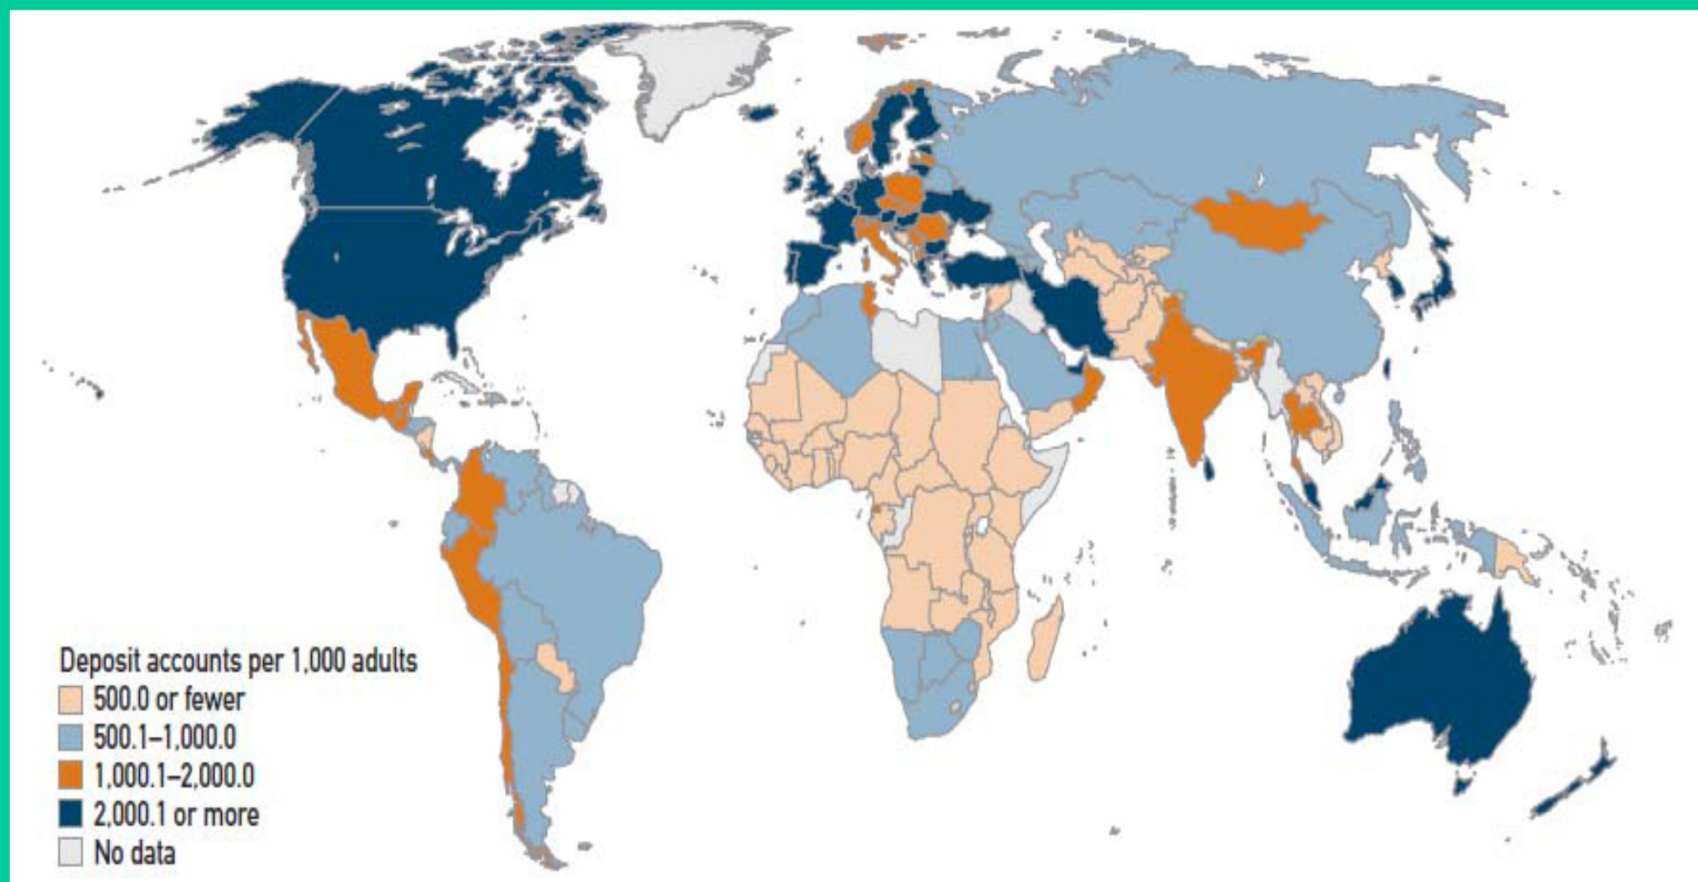 Deposit accounts per 1,000 adults
500.0 or fewer
500.1–1,000.0
1,000.1–2,000.0
2,000.1 or more
No data